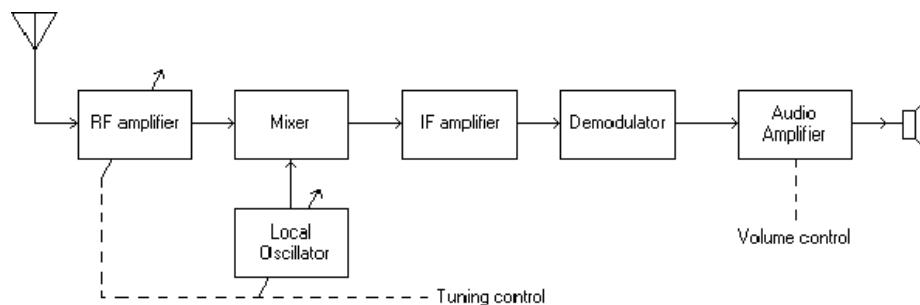 RF amplifier
Mixer
IF amplifier
Demodulator
Audio
Amplifier
Local
Oscillator
Volume control
Tuning control